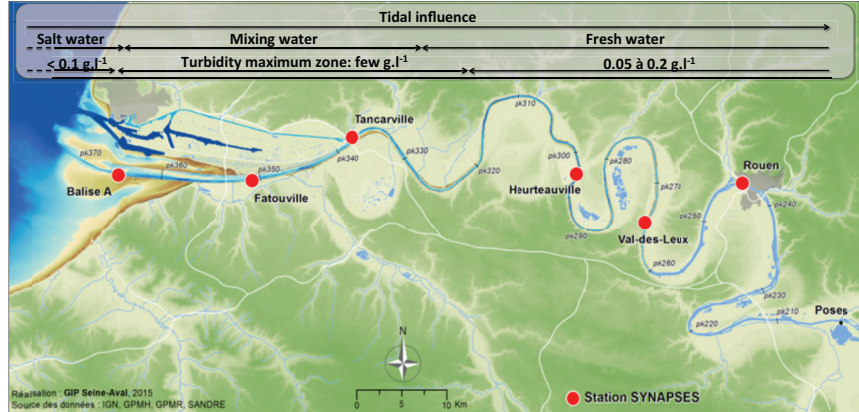 Tidal influence
Salt water Mixing water Fresh water
< 0.1 g.l-1 Turbidity maximum zone: few g.l-1 0.05 à 0.2 g.l-1
pk310
Tancarville
pk370
pk360
pk350
pk340
pk330
pk320
pk300
pk280
Rouen
Balise A
Fatouville
Heurteauville
pk270
pk240
pk290
Val-des-Leux
pk250
pk260
pk230
Poses
pk220
pk210
N
Réalisation : GIP Seine-Aval, 2015
Source des données : IGN, GPMH, GPMR, SANDRE
0 5 10 Km
Station SYNAPSES